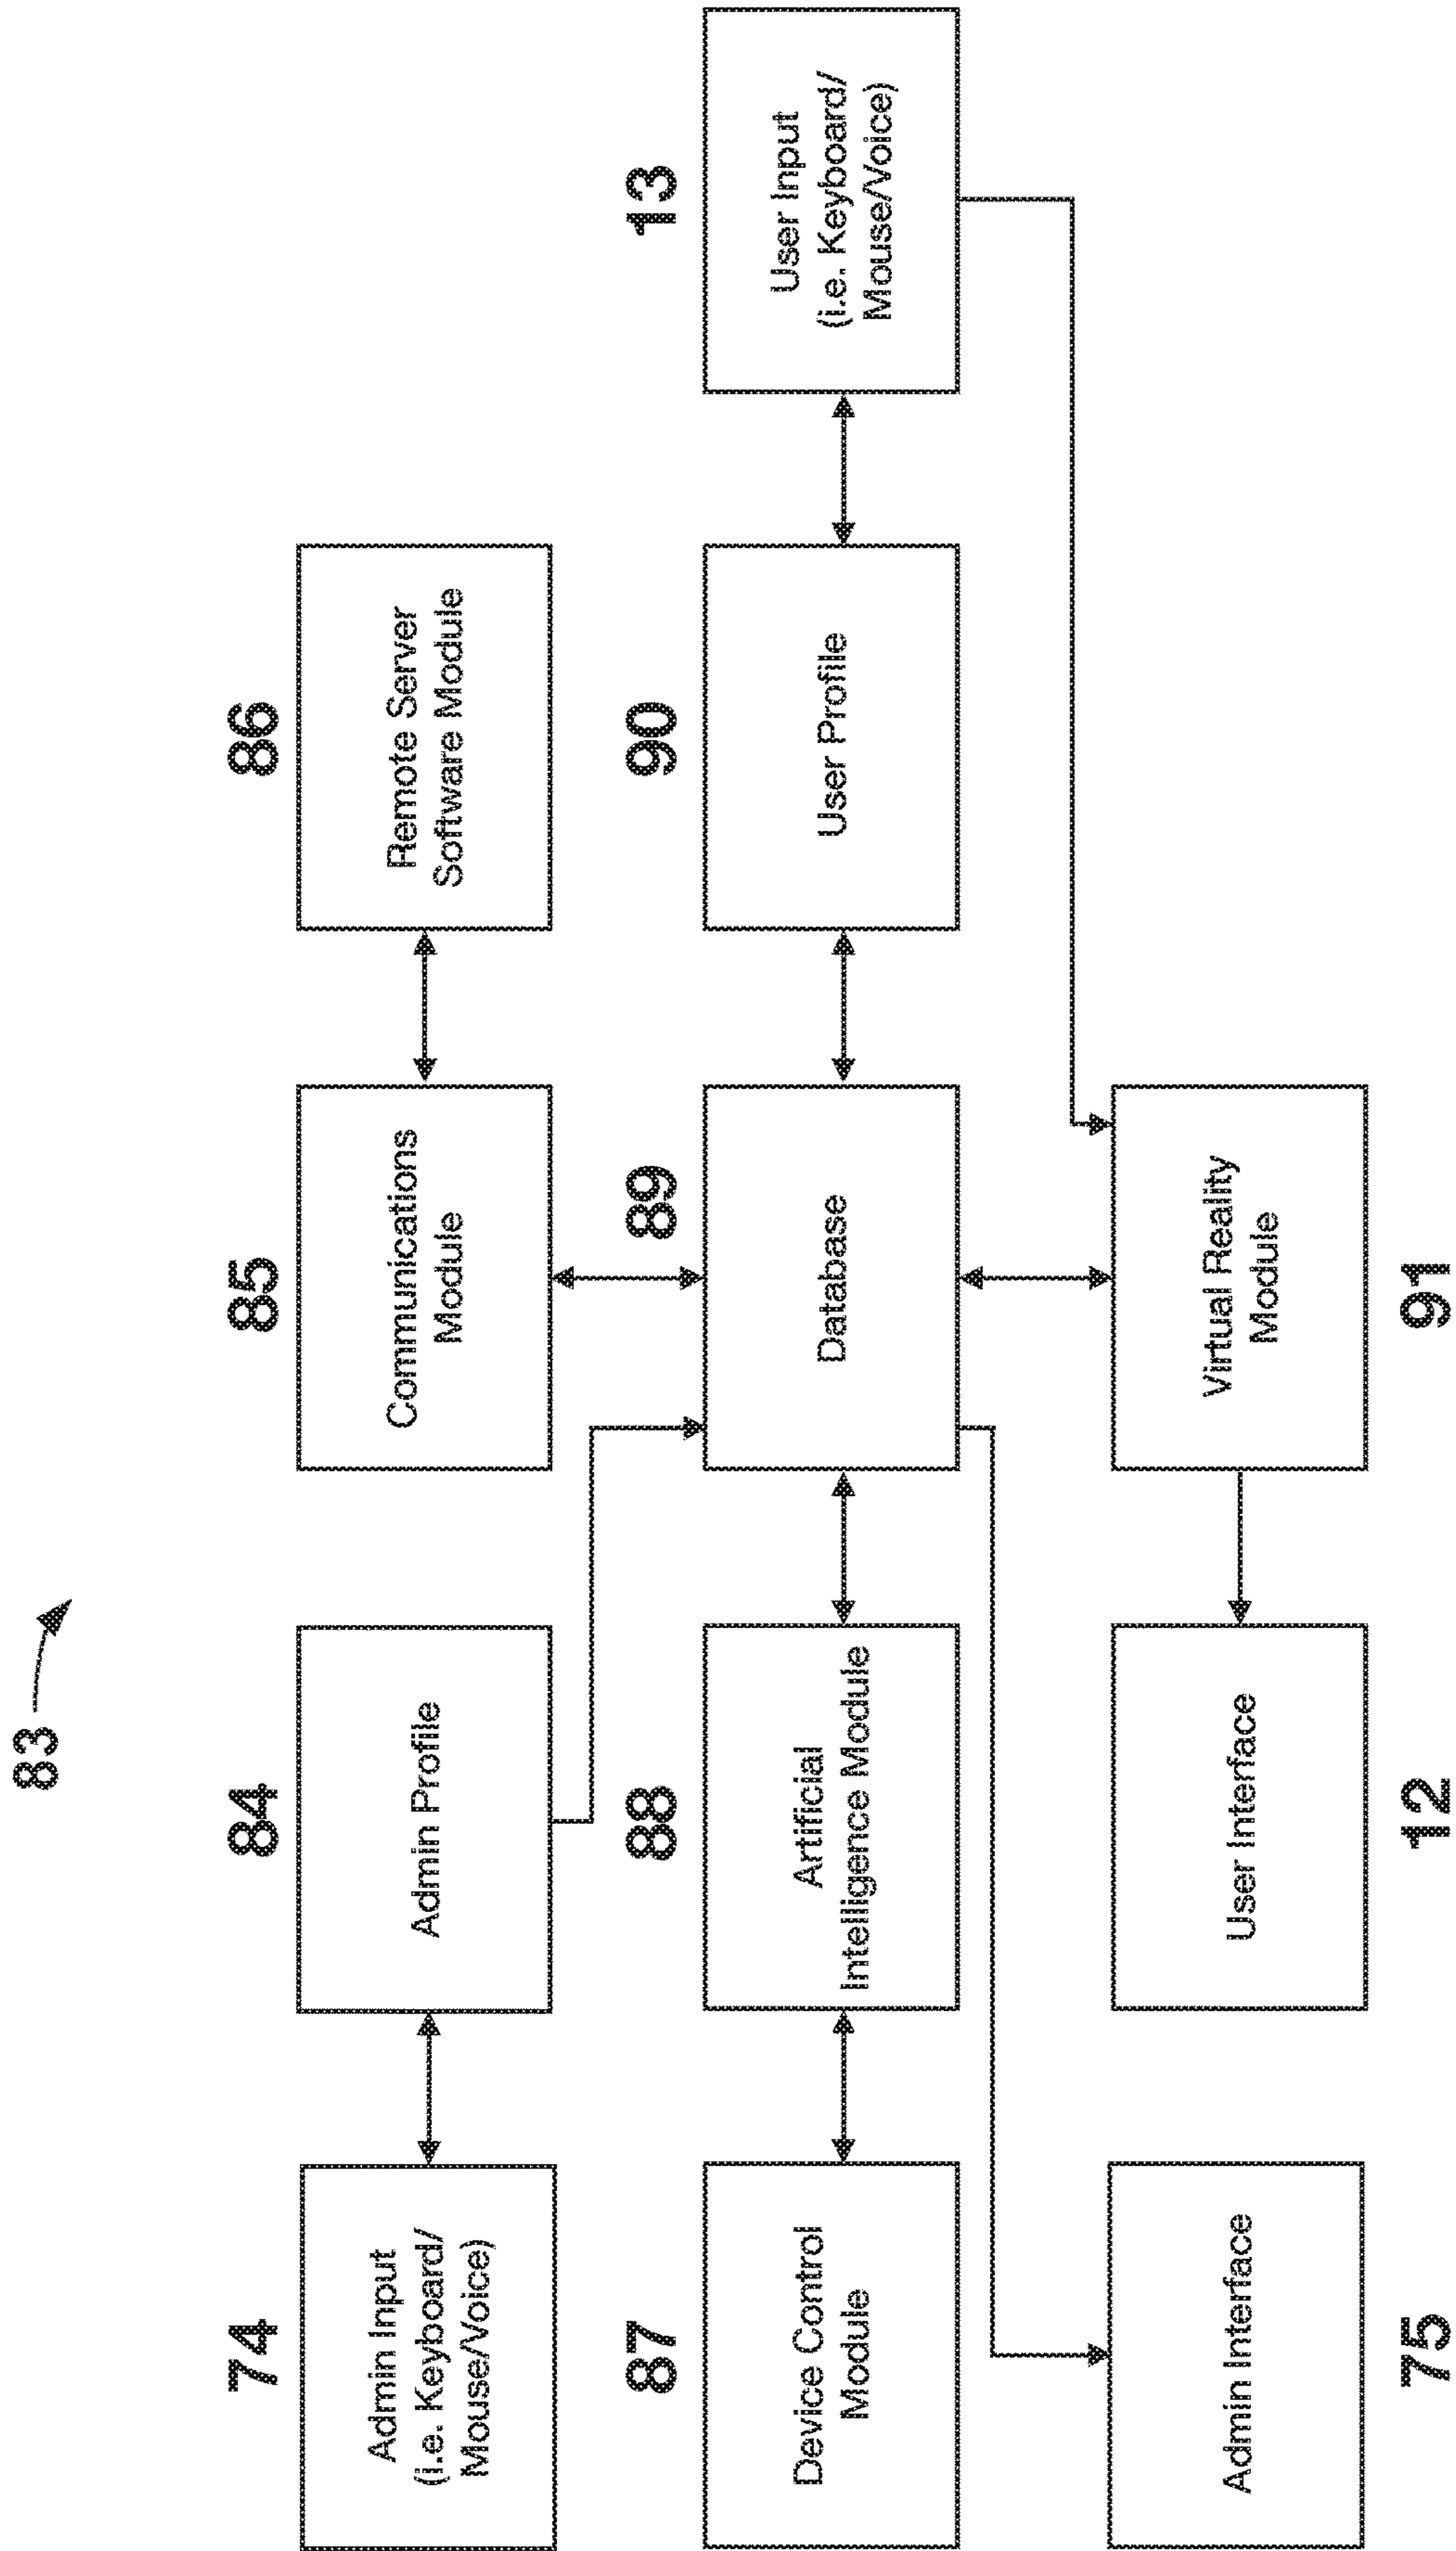 83
74
84
85
86
Admin Input
(i.e. Keyboard/
Mouse/Voice)
Admin Profile
Communications
Module
Remote Server
Software Module
87
88
89
90
13
Device Control
Module
Artificial
Intelligence Module
Database
User Profile
User Input
(i.e. Keyboard/
Mouse/Voice)
Admin Interface
User Interface
Virtual Reality
Module
75
12
91